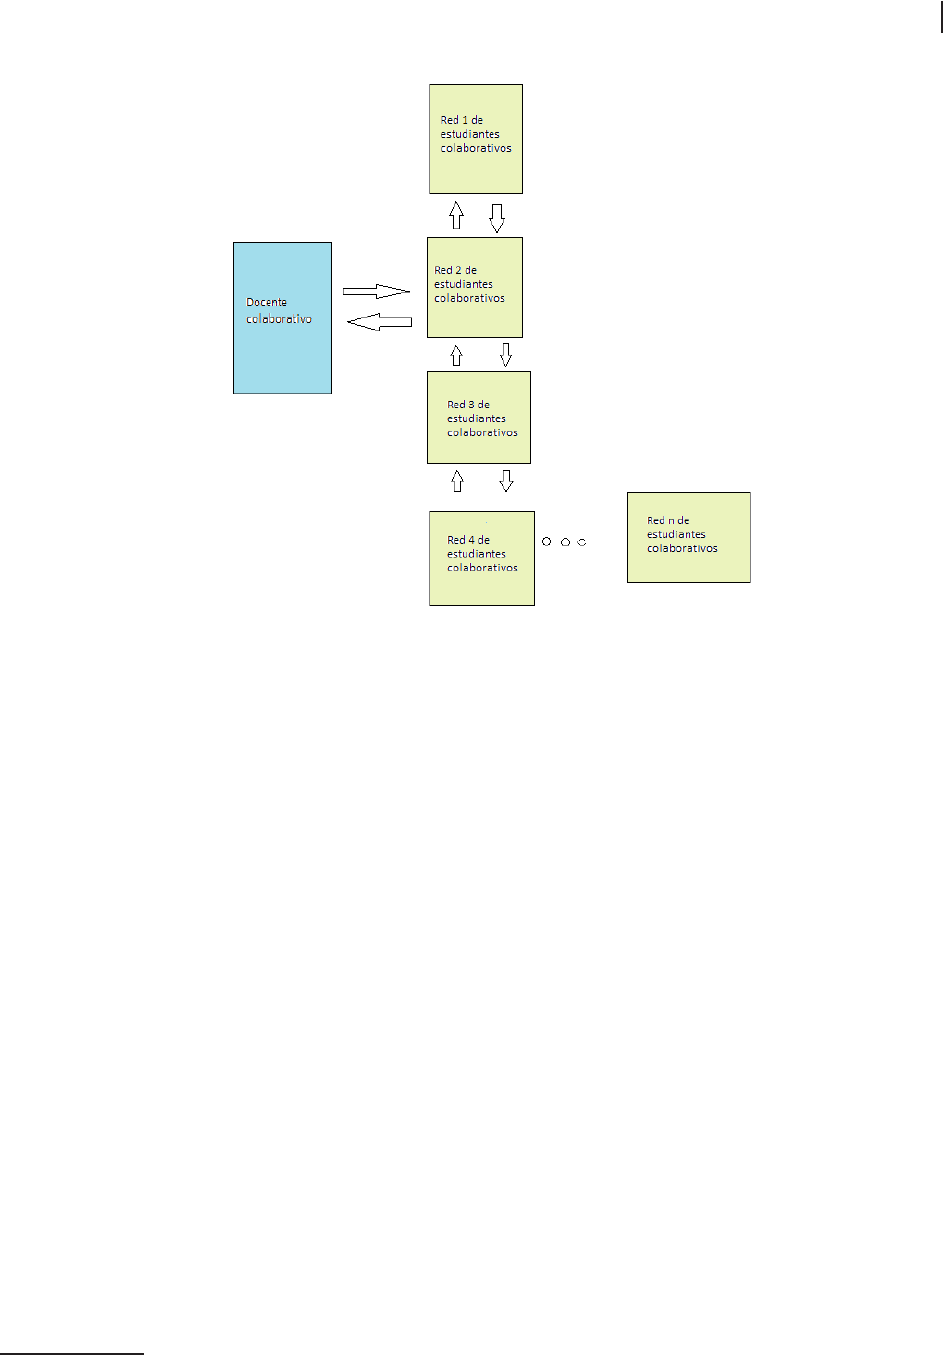 Red 1 de
estudiantes
colaborativos
Docente
colaborativo
Red 2 de
estudiantes
colaborativos
Red 3 de
estudiantes
colaborativos
Red 4 de
estudiantes
colaborativos
Red n de
estudiantes
colaborativos